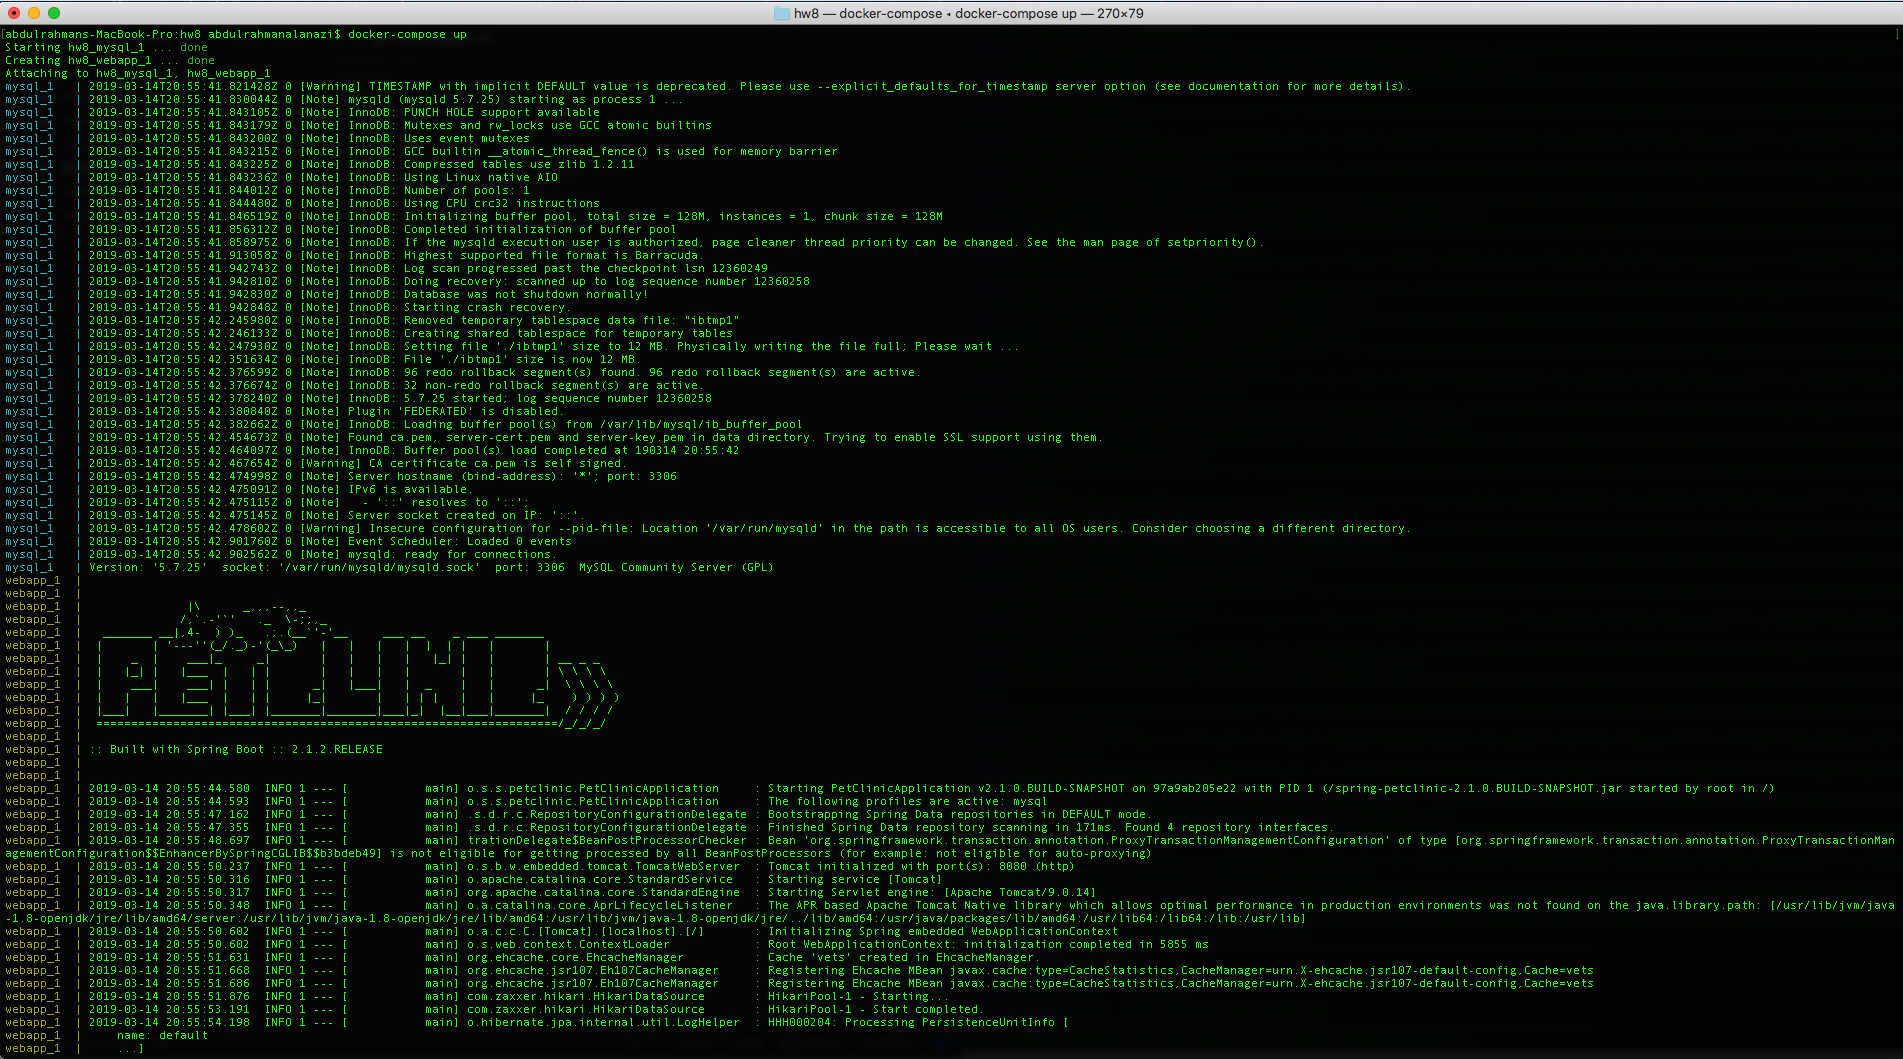 hw8 — docker-compose • docker-compose up — 270×79
[abdulrahmans-MacBook-Pro:hw8 abdulrahmanalanazi$ docker-compose up ]
Starting hw8_mysql_1 ... done
Creating hw8_webapp_1 ... done
Attaching to hw8_mysql_1, hw8_webapp_1
mysql_1   | 2019-03-14T20:55:41.821428Z 0 [Warning] TIMESTAMP with implicit DEFAULT value is deprecated. Please use --explicit_defaults_for_timestamp server option (see documentation for more details).
mysql_1   | 2019-03-14T20:55:41.830044Z 0 [Note] mysqld (mysqld 5.7.25) starting as process 1 ...
mysql_1   | 2019-03-14T20:55:41.843105Z 0 [Note] InnoDB: PUNCH HOLE support available
mysql_1   | 2019-03-14T20:55:41.843179Z 0 [Note] InnoDB: Mutexes and rw_locks use GCC atomic builtins
mysql_1   | 2019-03-14T20:55:41.843200Z 0 [Note] InnoDB: Uses event mutexes
mysql_1   | 2019-03-14T20:55:41.843215Z 0 [Note] InnoDB: GCC builtin __atomic_thread_fence() is used for memory barrier
mysql_1   | 2019-03-14T20:55:41.843225Z 0 [Note] InnoDB: Compressed tables use zlib 1.2.11
mysql_1   | 2019-03-14T20:55:41.843236Z 0 [Note] InnoDB: Using Linux native AIO
mysql_1   | 2019-03-14T20:55:41.844012Z 0 [Note] InnoDB: Number of pools: 1
mysql_1   | 2019-03-14T20:55:41.844480Z 0 [Note] InnoDB: Using CPU crc32 instructions
mysql_1   | 2019-03-14T20:55:41.846519Z 0 [Note] InnoDB: Initializing buffer pool, total size = 128M, instances = 1, chunk size = 128M
mysql_1   | 2019-03-14T20:55:41.856312Z 0 [Note] InnoDB: Completed initialization of buffer pool
mysql_1   | 2019-03-14T20:55:41.858975Z 0 [Note] InnoDB: If the mysqld execution user is authorized, page cleaner thread priority can be changed. See the man page of setpriority().
mysql_1   | 2019-03-14T20:55:41.913058Z 0 [Note] InnoDB: Highest supported file format is Barracuda.
mysql_1   | 2019-03-14T20:55:41.942743Z 0 [Note] InnoDB: Log scan progressed past the checkpoint lsn 12360249
mysql_1   | 2019-03-14T20:55:41.942810Z 0 [Note] InnoDB: Doing recovery: scanned up to log sequence number 12360258
mysql_1   | 2019-03-14T20:55:41.942830Z 0 [Note] InnoDB: Database was not shutdown normally!
mysql_1   | 2019-03-14T20:55:41.942848Z 0 [Note] InnoDB: Starting crash recovery.
mysql_1   | 2019-03-14T20:55:42.245980Z 0 [Note] InnoDB: Removed temporary tablespace data file: "ibtmp1"
mysql_1   | 2019-03-14T20:55:42.246133Z 0 [Note] InnoDB: Creating shared tablespace for temporary tables
mysql_1   | 2019-03-14T20:55:42.247930Z 0 [Note] InnoDB: Setting file './ibtmp1' size to 12 MB. Physically writing the file full; Please wait ...
mysql_1   | 2019-03-14T20:55:42.351634Z 0 [Note] InnoDB: File './ibtmp1' size is now 12 MB.
mysql_1   | 2019-03-14T20:55:42.376599Z 0 [Note] InnoDB: 96 redo rollback segment(s) found. 96 redo rollback segment(s) are active.
mysql_1   | 2019-03-14T20:55:42.376674Z 0 [Note] InnoDB: 32 non-redo rollback segment(s) are active.
mysql_1   | 2019-03-14T20:55:42.378240Z 0 [Note] InnoDB: 5.7.25 started; log sequence number 12360258
mysql_1   | 2019-03-14T20:55:42.380840Z 0 [Note] Plugin 'FEDERATED' is disabled.
mysql_1   | 2019-03-14T20:55:42.382662Z 0 [Note] InnoDB: Loading buffer pool(s) from /var/lib/mysql/ib_buffer_pool
mysql_1   | 2019-03-14T20:55:42.454673Z 0 [Note] Found ca.pem, server-cert.pem and server-key.pem in data directory. Trying to enable SSL support using them.
mysql_1   | 2019-03-14T20:55:42.464097Z 0 [Note] InnoDB: Buffer pool(s) load completed at 190314 20:55:42
mysql_1   | 2019-03-14T20:55:42.467654Z 0 [Warning] CA certificate ca.pem is self signed.
mysql_1   | 2019-03-14T20:55:42.474998Z 0 [Note] Server hostname (bind-address): '*'; port: 3306
mysql_1   | 2019-03-14T20:55:42.475091Z 0 [Note] IPv6 is available.
mysql_1   | 2019-03-14T20:55:42.475115Z 0 [Note]   - '::' resolves to '::';
mysql_1   | 2019-03-14T20:55:42.475145Z 0 [Note] Server socket created on IP: '::'.
mysql_1   | 2019-03-14T20:55:42.478602Z 0 [Warning] Insecure configuration for --pid-file: Location '/var/run/mysqld' in the path is accessible to all OS users. Consider choosing a different directory.
mysql_1   | 2019-03-14T20:55:42.901760Z 0 [Note] Event Scheduler: Loaded 0 events
mysql_1   | 2019-03-14T20:55:42.902562Z 0 [Note] mysqld: ready for connections.
mysql_1   | Version: '5.7.25'  socket: '/var/run/mysqld/mysqld.sock'  port: 3306  MySQL Community Server (GPL)
webapp_1  |
webapp_1  |
webapp_1  |
webapp_1  |
webapp_1  |
webapp_1  |
webapp_1  |
webapp_1  |
webapp_1  |
webapp_1  |
webapp_1  |
webapp_1  |
webapp_1  |
webapp_1  | :: Built with Spring Boot :: 2.1.2.RELEASE
webapp_1  |
webapp_1  |
webapp_1  | 2019-03-14 20:55:44.580  INFO 1 --- [           main] o.s.s.petclinic.PetClinicApplication     : Starting PetClinicApplication v2.1.0.BUILD-SNAPSHOT on 97a9ab205e22 with PID 1 (/spring-petclinic-2.1.0.BUILD-SNAPSHOT.jar started by root in /)
webapp_1  | 2019-03-14 20:55:44.593  INFO 1 --- [           main] o.s.s.petclinic.PetClinicApplication     : The following profiles are active: mysql
webapp_1  | 2019-03-14 20:55:47.162  INFO 1 --- [           main] .s.d.r.c.RepositoryConfigurationDelegate : Bootstrapping Spring Data repositories in DEFAULT mode.
webapp_1  | 2019-03-14 20:55:47.355  INFO 1 --- [           main] .s.d.r.c.RepositoryConfigurationDelegate : Finished Spring Data repository scanning in 171ms. Found 4 repository interfaces.
webapp_1  | 2019-03-14 20:55:48.697  INFO 1 --- [           main] trationDelegate$BeanPostProcessorChecker : Bean 'org.springframework.transaction.annotation.ProxyTransactionManagementConfiguration' of type [org.springframework.transaction.annotation.ProxyTransactionMan
agementConfiguration$$EnhancerBySpringCGLIB$$b3bdeb49] is not eligible for getting processed by all BeanPostProcessors (for example: not eligible for auto-proxying)
webapp_1  | 2019-03-14 20:55:50.237  INFO 1 --- [           main] o.s.b.w.embedded.tomcat.TomcatWebServer  : Tomcat initialized with port(s): 8080 (http)
webapp_1  | 2019-03-14 20:55:50.316  INFO 1 --- [           main] o.apache.catalina.core.StandardService   : Starting service [Tomcat]
webapp_1  | 2019-03-14 20:55:50.317  INFO 1 --- [           main] org.apache.catalina.core.StandardEngine  : Starting Servlet engine: [Apache Tomcat/9.0.14]
webapp_1  | 2019-03-14 20:55:50.348  INFO 1 --- [           main] o.a.catalina.core.AprLifecycleListener   : The APR based Apache Tomcat Native library which allows optimal performance in production environments was not found on the java.library.path: [/usr/lib/jvm/java
-1.8-openjdk/jre/lib/amd64/server:/usr/lib/jvm/java-1.8-openjdk/jre/lib/amd64:/usr/lib/jvm/java-1.8-openjdk/jre/../lib/amd64:/usr/java/packages/lib/amd64:/usr/lib64:/lib64:/lib:/usr/lib]
webapp_1  | 2019-03-14 20:55:50.602  INFO 1 --- [           main] o.a.c.c.C.[Tomcat].[localhost].[/]       : Initializing Spring embedded WebApplicationContext
webapp_1  | 2019-03-14 20:55:50.602  INFO 1 --- [           main] o.s.web.context.ContextLoader            : Root WebApplicationContext: initialization completed in 5855 ms
webapp_1  | 2019-03-14 20:55:51.631  INFO 1 --- [           main] org.ehcache.core.EhcacheManager          : Cache 'vets' created in EhcacheManager.
webapp_1  | 2019-03-14 20:55:51.668  INFO 1 --- [           main] org.ehcache.jsr107.Eh107CacheManager     : Registering Ehcache MBean javax.cache:type=CacheStatistics,CacheManager=urn.X-ehcache.jsr107-default-config,Cache=vets
webapp_1  | 2019-03-14 20:55:51.686  INFO 1 --- [           main] org.ehcache.jsr107.Eh107CacheManager     : Registering Ehcache MBean javax.cache:type=CacheStatistics,CacheManager=urn.X-ehcache.jsr107-default-config,Cache=vets
webapp_1  | 2019-03-14 20:55:51.876  INFO 1 --- [           main] com.zaxxer.hikari.HikariDataSource       : HikariPool-1 - Starting...
webapp_1  | 2019-03-14 20:55:53.191  INFO 1 --- [           main] com.zaxxer.hikari.HikariDataSource       : HikariPool-1 - Start completed.
webapp_1  | 2019-03-14 20:55:54.198  INFO 1 --- [           main] o.hibernate.jpa.internal.util.LogHelper  : HHH000204: Processing PersistenceUnitInfo [
webapp_1  |     name: default
webapp_1  |     ...]